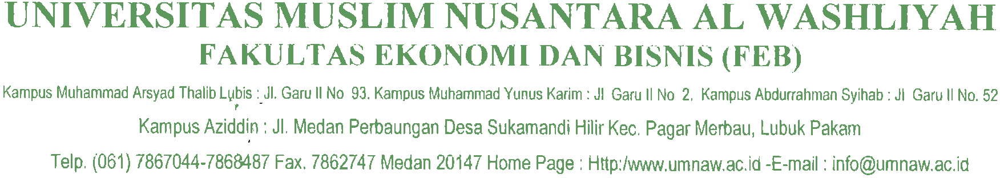 UNIVERSITAS MUSLIM NUSANTARA AL WASHLIYAH
FAKULTAS EKONOMI DAN BISNIS (FEB)
Kampus Muhammad Arsyad Thalib Lubis : Jl. Garu II No 93. Kampus Muhammad Yunus Karim : Jl Garu II No 2, Kampus Abdurrahman Syihab : Jl Garu II No. 52
Kampus Aziddin : Jl. Medan Perbaungan Desa Sukamandi Hilir Kec. Pagar Merbau, Lubuk Pakam
Telp. (061) 7867044-7868487 Fax. 7862747 Medan 20147 Home Page : Http:/www.umnaw.ac.id -E-mail : info@umnaw.ac.id